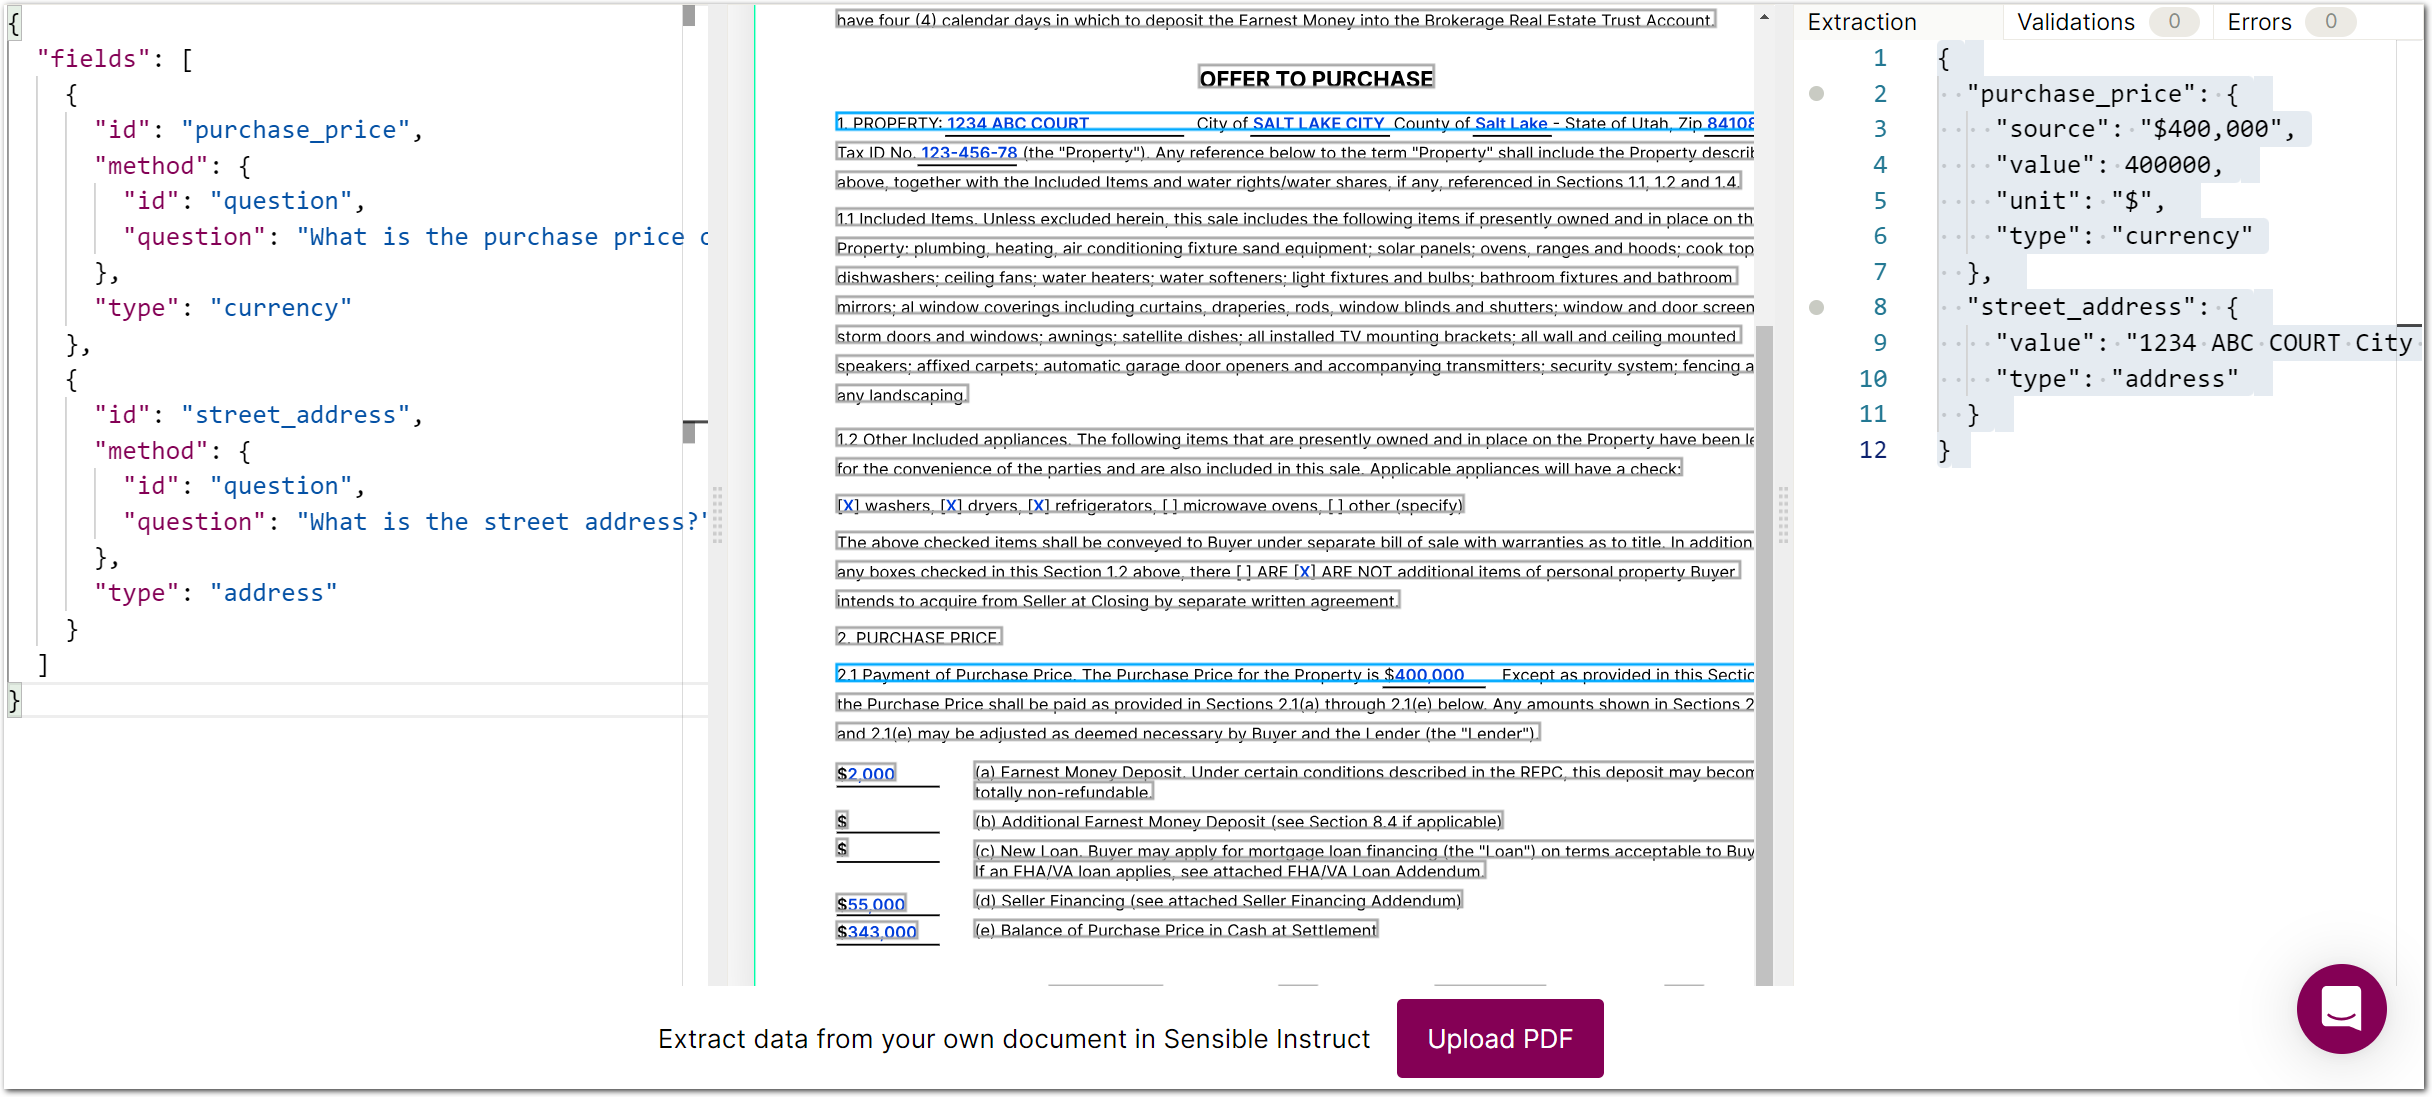 {
"fields": [
{
"id": "purchase_price",
"method": {
"id": "question",
"question": "What is the purchase price
},
"type": "currency"
},
{
"id": "street_address",
"method": {
"id": "question",
"question": "What is the street address?"
},
"type": "address"
}
]
}
have four (4) calendar days in which to deposit the Earnest Money into the Brokerage Real Estate Trust Account.
OFFER TO PURCHASE
1. PROPERTY: 1234 ABC COURT City of SALT LAKE CITY County of Salt Lake - State of Utah, Zip 84108
Tax ID No. 123-456-78 (the "Property"). Any reference below to the term "Property" shall include the Property
above, together with the Included Items and water rights/water shares, if any, referenced in Sections 1.1, 1.2 and 1.4.
1.1 Included Items. Unless excluded herein, this sale includes the following items if presently owned and in place on
Property: plumbing, heating, air conditioning fixture sand equipment; solar panels; ovens, ranges and hoods; cook
dishwashers; ceiling fans; water heaters; water softeners; light fixtures and bulbs; bathroom fixtures and bathroom
mirrors; al window coverings including curtains, draperies, rods, window blinds and shutters; window and door
storm doors and windows; awnings; satellite dishes; all installed TV mounting brackets; all wall and ceiling mounted
speakers; affixed carpets; automatic garage door openers and accompanying transmitters; security system; fencing
any landscaping.
1.2 Other Included appliances. The following items that are presently owned and in place on the Property have been
for the convenience of the parties and are also included in this sale. Applicable appliances will have a check:
[X] washers, [X] dryers, [X] refrigerators, [ ] microwave ovens, [ ] other (specify)
The above checked items shall be conveyed to Buyer under separate bill of sale with warranties as to title. In addition
any boxes checked in this Section 1.2 above, there [ ] ARE [X] ARE NOT additional items of personal property Buyer
intends to acquire from Seller at Closing by separate written agreement.
2. PURCHASE PRICE.
2.1 Payment of Purchase Price. The Purchase Price for the Property is $400,000 Except as provided in this
the Purchase Price shall be paid as provided in Sections 2.1(a) through 2.1(e) below. Any amounts shown in Sections
and 2.1(e) may be adjusted as deemed necessary by Buyer and the Lender (the "Lender").
$2,000 (a) Earnest Money Deposit. Under certain conditions described in the REPC, this deposit may
totally non-refundable.
$ (b) Additional Earnest Money Deposit (see Section 8.4 if applicable)
$ (c) New Loan. Buyer may apply for mortgage loan financing (the "Loan") on terms acceptable to
If an FHA/VA loan applies, see attached FHA/VA Loan Addendum.
$55,000 (d) Seller Financing (see attached Seller Financing Addendum)
$343,000 (e) Balance of Purchase Price in Cash at Settlement
Extraction Validations 0 Errors 0
1 {
2 "purchase_price": {
3 "source": "$400,000",
4 "value": 400000,
5 "unit": "$",
6 "type": "currency"
7 },
8 "street_address": {
9 "value": "1234 ABC COURT City
10 "type": "address"
11 }
12 }
Extract data from your own document in Sensible Instruct Upload PDF